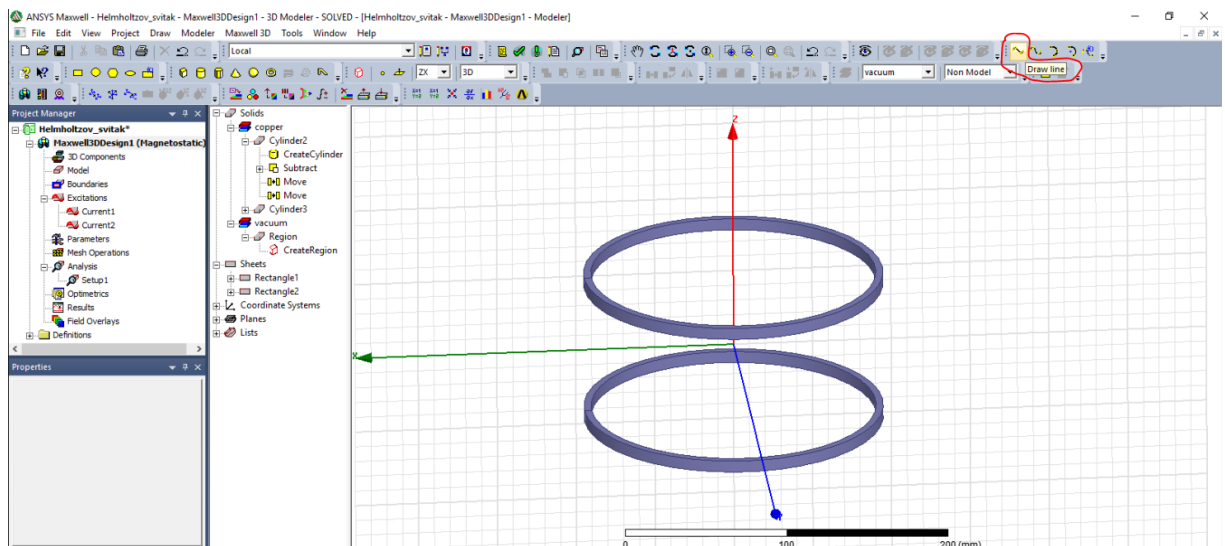 ANSYS Maxwell - Helmholtzov_svitak - Maxwell3DDesign1 - 3D Modeler - SOLVED - [Helmholtzov_svitak - Maxwell3DDesign1 - Modeler]
File Edit View Project Draw Modeler Maxwell 3D Tools Window Help
Local
ZX 3D vacuum Non Model
Draw line
Project Manager
Helmholtzov_svitak*
Maxwell3DDesign1 (Magnetostatic)
3D Components
Model
Boundaries
Excitations
Current1
Current2
Parameters
Mesh Operations
Analysis
Setup1
Optimetrics
Results
Field Overlays
Definitions
Properties
Solids
copper
Cylinder2
CreateCylinder
Subtract
Move
Move
Cylinder3
vacuum
Region
CreateRegion
Sheets
Rectangle1
Rectangle2
Coordinate Systems
Planes
Lists
Z
X
0 100 200 (mm)